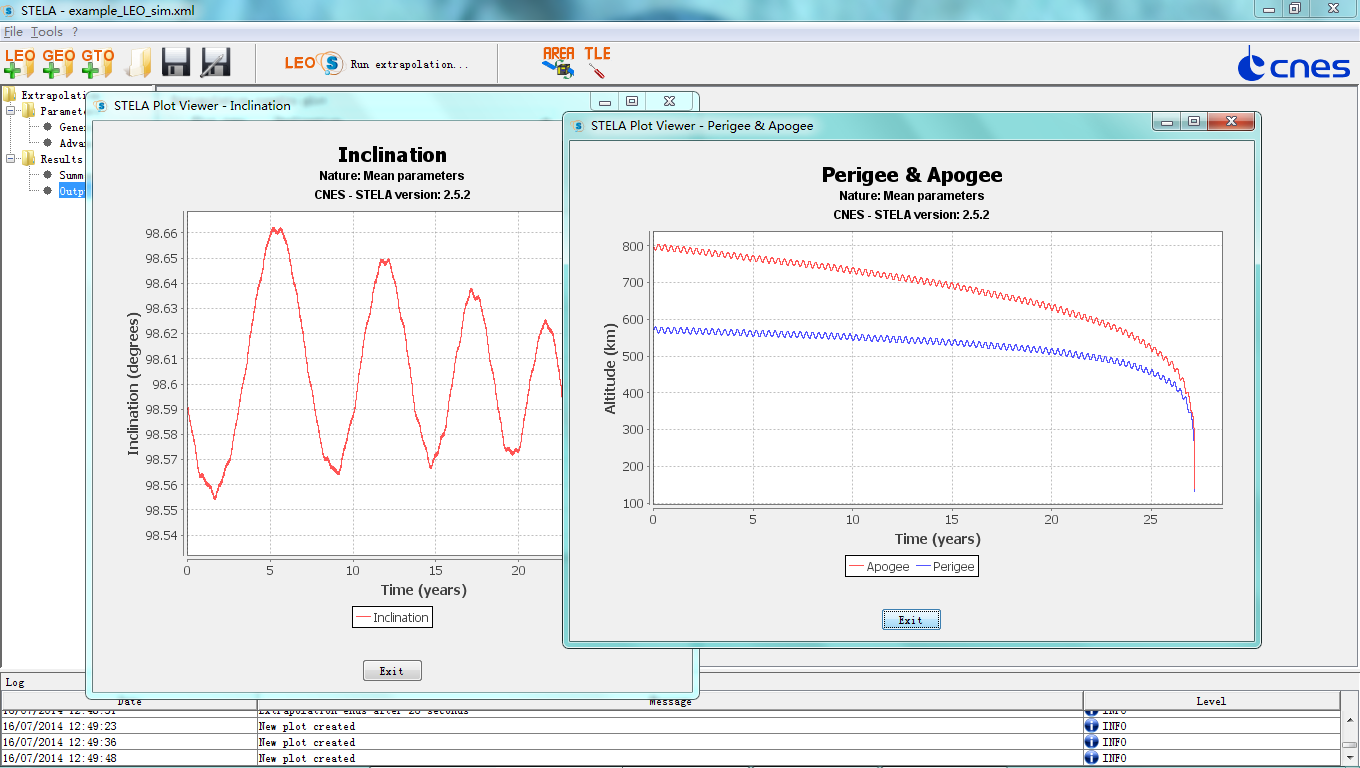 STELA - example_LEO_sim.xml
File Tools ?
LEO GEO GTO
LEO S Run extrapolation...
AREA TLE
cnes
Extrapolati
Paramete
Gene
Adva
Results
Summ
Outp
STELA Plot Viewer - Inclination
Inclination
Nature: Mean parameters
CNES - STELA version: 2.5.2
98.66
98.65
98.64
98.63
98.62
98.61
98.6
98.59
98.58
98.57
98.56
98.55
98.54
Inclination (degrees)
0 5 10 15 20
Time (years)
Inclination
Exit
STELA Plot Viewer - Perigee & Apogee
Perigee & Apogee
Nature: Mean parameters
CNES - STELA version: 2.5.2
800
700
600
500
400
300
200
100
Altitude (km)
0 5 10 15 20 25
Time (years)
Apogee Perigee
Exit
Log
Date Message Level
Extrapolation ends after 26 seconds INFO
16/07/2014 12:49:23 New plot created INFO
16/07/2014 12:49:36 New plot created INFO
16/07/2014 12:49:48 New plot created INFO